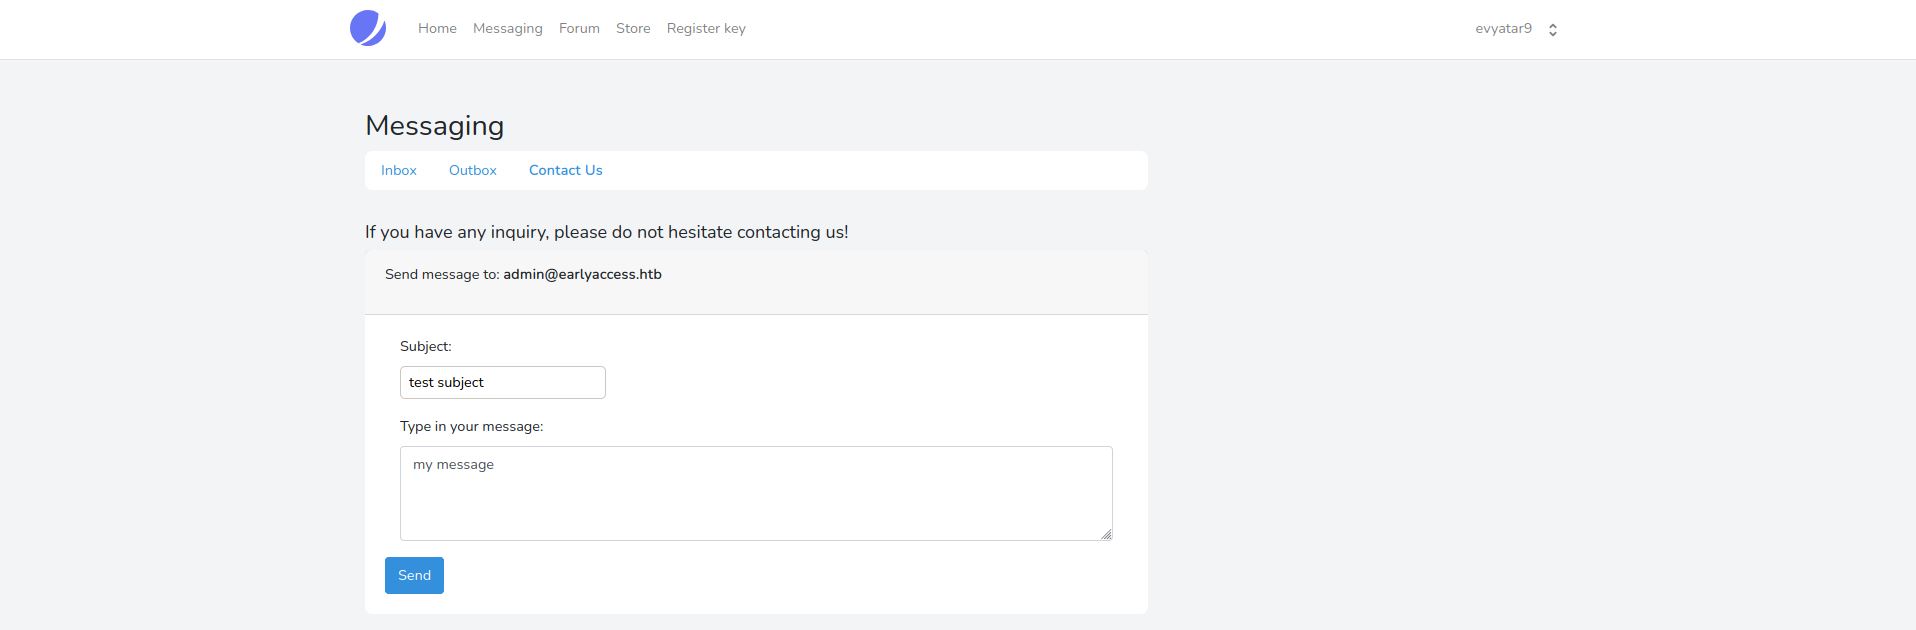 Home Messaging Forum Store Register key evyatar9
Messaging
Inbox Outbox Contact Us
If you have any inquiry, please do not hesitate contacting us!
Send message to: admin@earlyaccess.htb
Subject:
test subject
Type in your message:
my message
Send